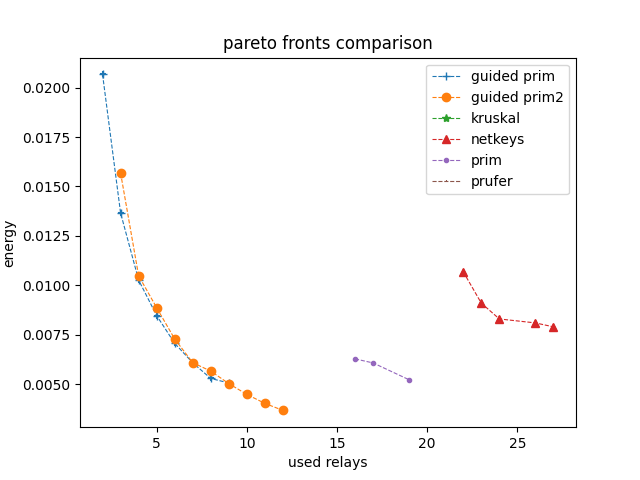 pareto fronts comparison
guided prim
guided prim2
kruskal
netkeys
prim
prufer
energy
0.0200
0.0175
0.0150
0.0125
0.0100
0.0075
0.0050
5 10 15 20 25
used relays